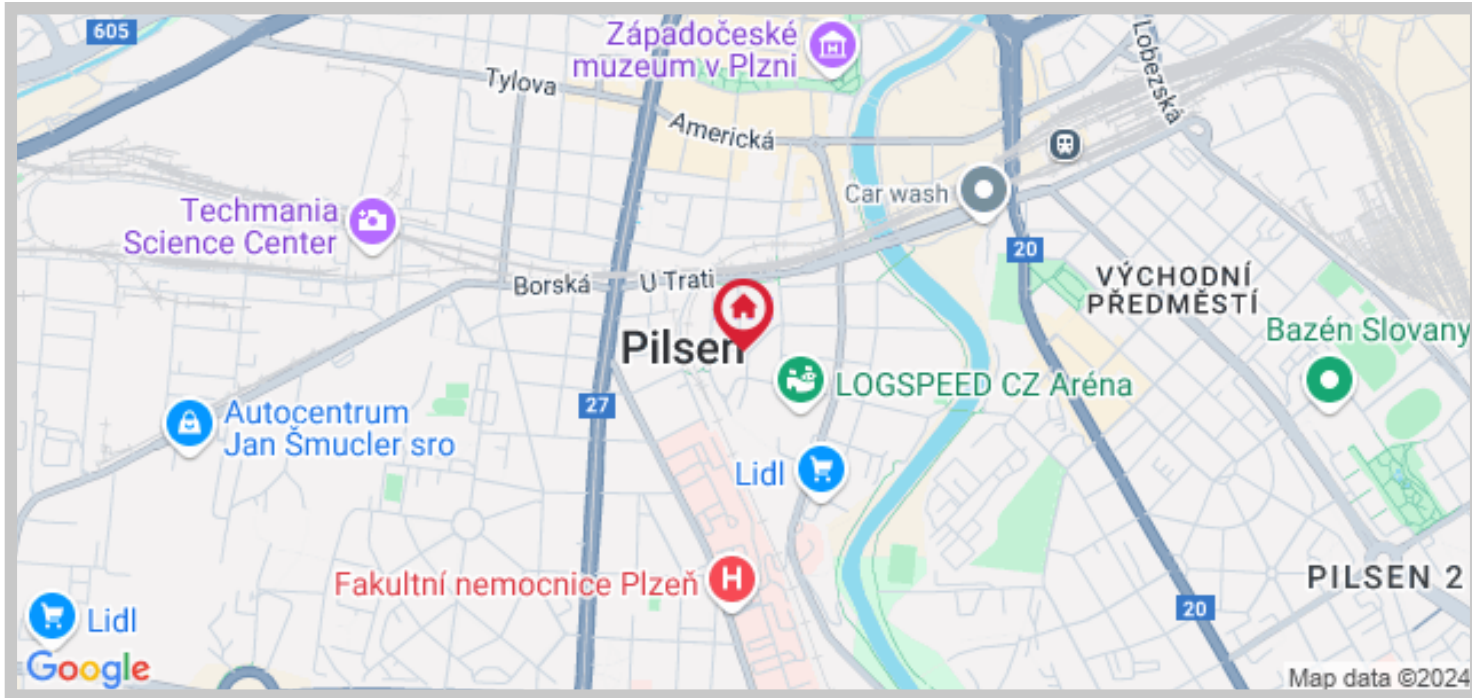 605
Západočeské
muzeum v Plzni
Lobezská
Tylova
Americká
Car wash
Techmania
Science Center
20
Borská
U Trati
VÝCHODNÍ
PŘEDMĚSTÍ
Pilsen
Bazén Slovany
LOGSPEED CZ Aréna
27
Autocentrum
Jan Šmucler sro
Lidl
H
Fakultní nemocnice Plzeň
PILSEN 2
20
Lidl
Google
Map data ©2024